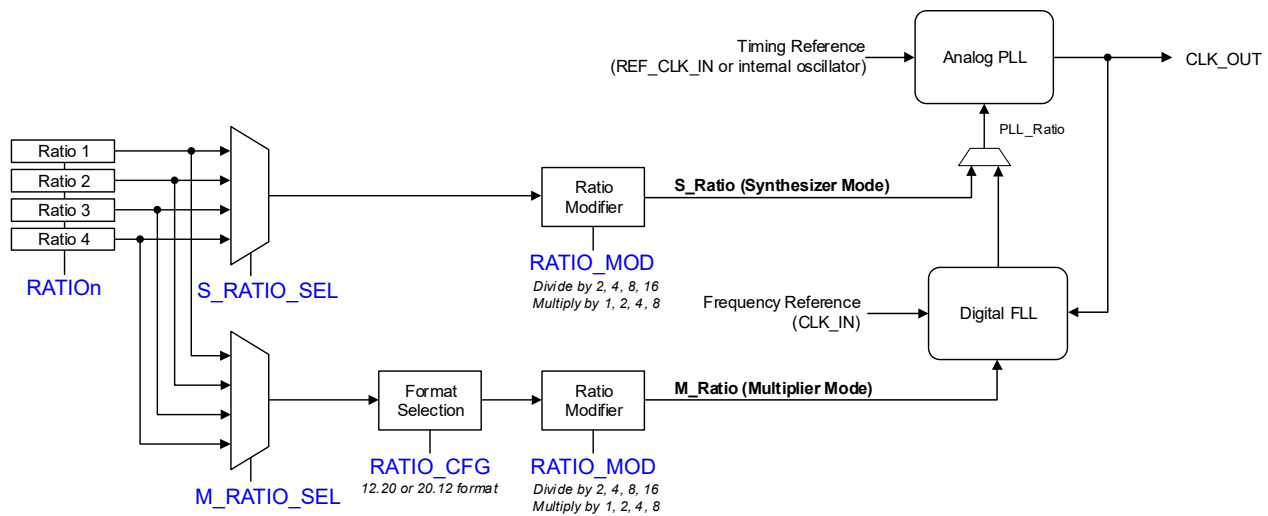 Timing Reference
(REF_CLK_IN or internal oscillator)
Analog PLL
CLK_OUT
PLL_Ratio
Ratio 1
Ratio 2
Ratio 3
Ratio 4
RATIOn
S_RATIO_SEL
Ratio
Modifier
RATIO_MOD
Divide by 2, 4, 8, 16
Multiply by 1, 2, 4, 8
S_Ratio (Synthesizer Mode)
Frequency Reference
(CLK_IN)
Digital FLL
M_RATIO_SEL
Format
Selection
RATIO_CFG
12.20 or 20.12 format
Ratio
Modifier
RATIO_MOD
Divide by 2, 4, 8, 16
Multiply by 1, 2, 4, 8
M_Ratio (Multiplier Mode)